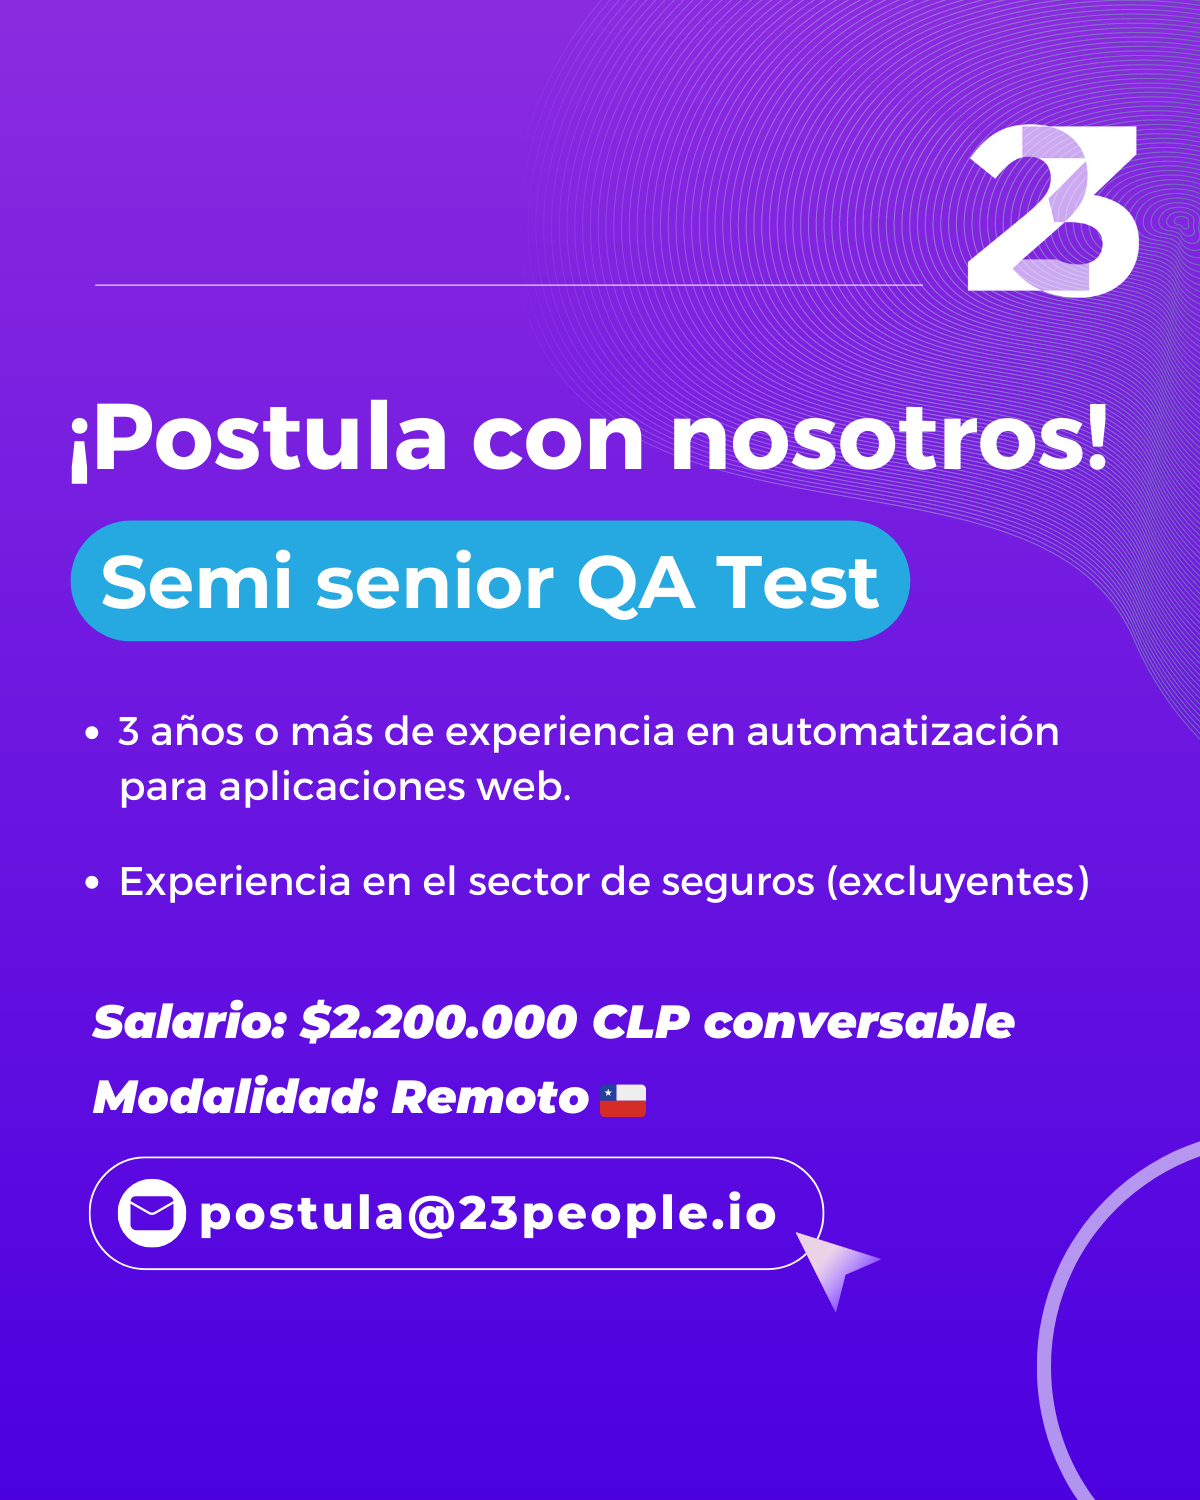 23
¡Postula con nosotros!
Semi senior QA Test
• 3 años o más de experiencia en automatización
para aplicaciones web.
• Experiencia en el sector de seguros (excluyentes)
Salario: $2.200.000 CLP conversable
Modalidad: Remoto 🇨🇱
postula@23people.io